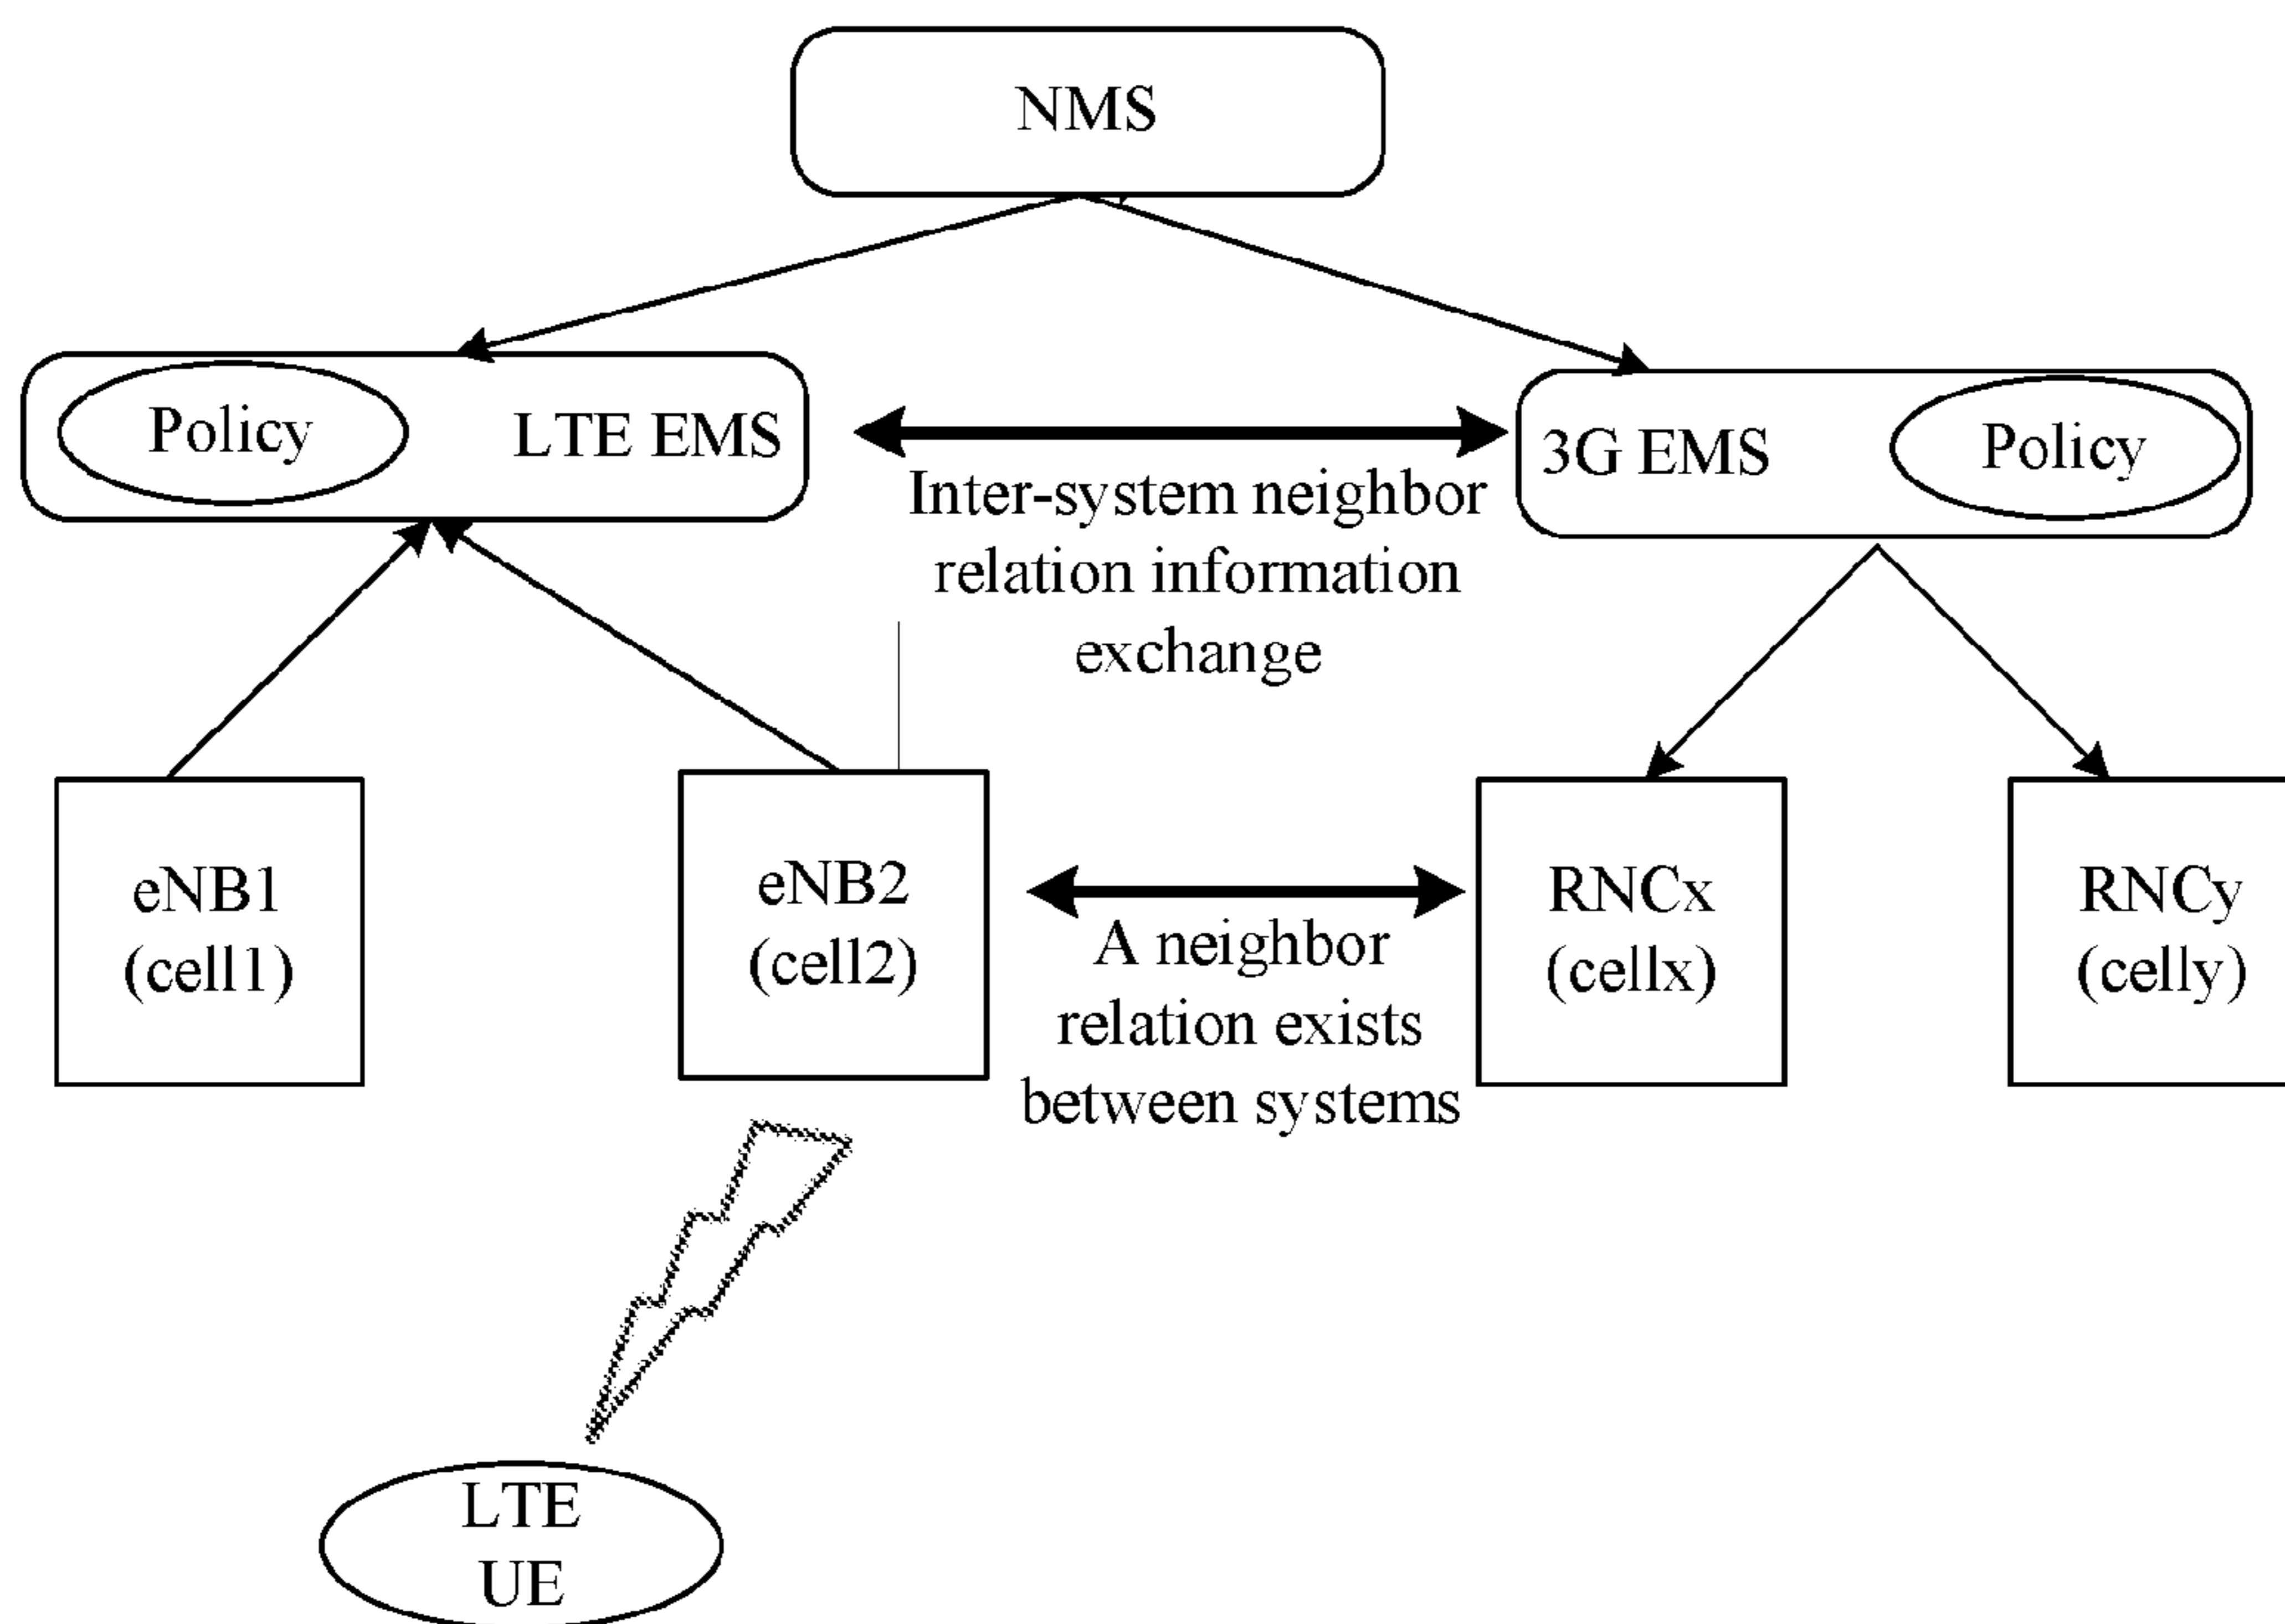 NMS
Policy
LTE EMS
3G EMS
Policy
Inter-system neighbor
relation information
exchange
eNB1
(cell1)
eNB2
(cell2)
A neighbor
relation exists
between systems
RNCx
(cellx)
RNCy
(celly)
LTE
UE